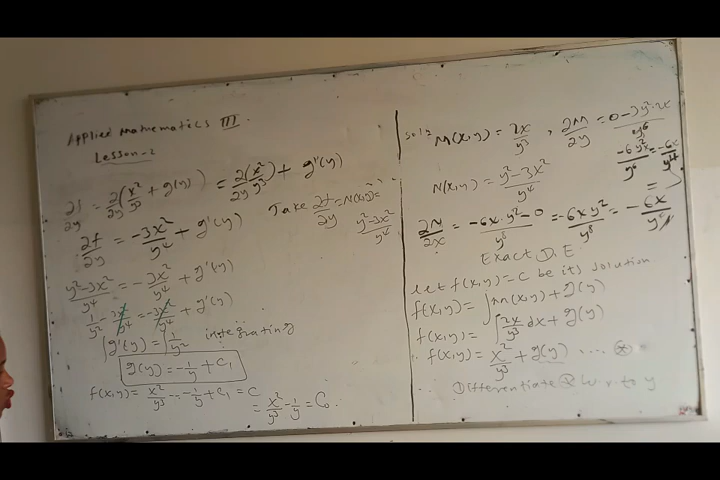 Applied Mathematics III.
Lesson-2
∂f/∂y = ∂/∂y (x²/y³ + g(y)) = ∂/∂y (x²/y³) + g'(y)
∂f/∂y = -3x²/y⁴ + g'(y) Take ∂f/∂y = N(x,y) =
y²-3x²/y⁴
y²-3x²/y⁴ = -3x²/y⁴ + g'(y)
1/y² - 3x²/y⁴ = -3x²/y⁴ + g'(y)
∫g'(y) = ∫1/y² integrating
g(y) = -1/y + C₁
f(x,y) = x²/y³ - 1/y + C₁ = C
= x²/y³ - 1/y = C₀.
M(x,y) = 2x/y³ , ∂M/∂y = 0-3y²·2x/y⁶
-6y²x/y⁶ = -6x/y⁴
N(x,y) = y²-3x²/y⁴
∂N/∂x = -6x·y²-0/y⁸ = -6xy²/y⁸ = -6x/y⁶
Exact D.E
let f(x,y) = C be its solution
f(x,y) = ∫M(x,y) + g(y)
f(x,y) = ∫2x/y³ dx + g(y)
f(x,y) = x²/y³ + g(y) ... ⊛
Differentiate ⊛ w.r.to y